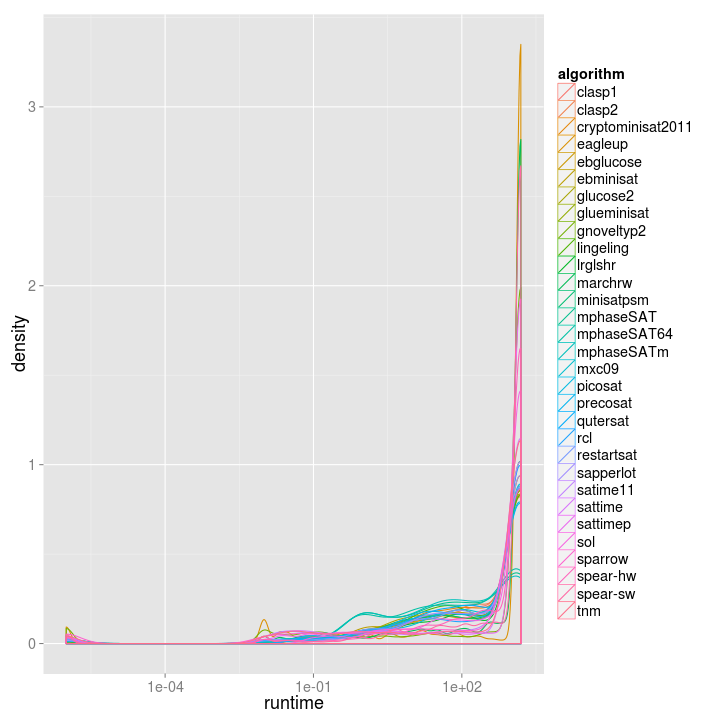 3
2
1
0
density
1e-04
1e-01
1e+02
runtime
algorithm
clasp1
clasp2
cryptominisat2011
eagleup
ebglucose
ebminisat
glucose2
glueminisat
gnoveltyp2
lingeling
lrglshr
marchrw
minisatpsm
mphaseSAT
mphaseSAT64
mphaseSATm
mxc09
picosat
precosat
qutersat
rcl
restartsat
sapperlot
satime11
sattime
sattimep
sol
sparrow
spear-hw
spear-sw
tnm